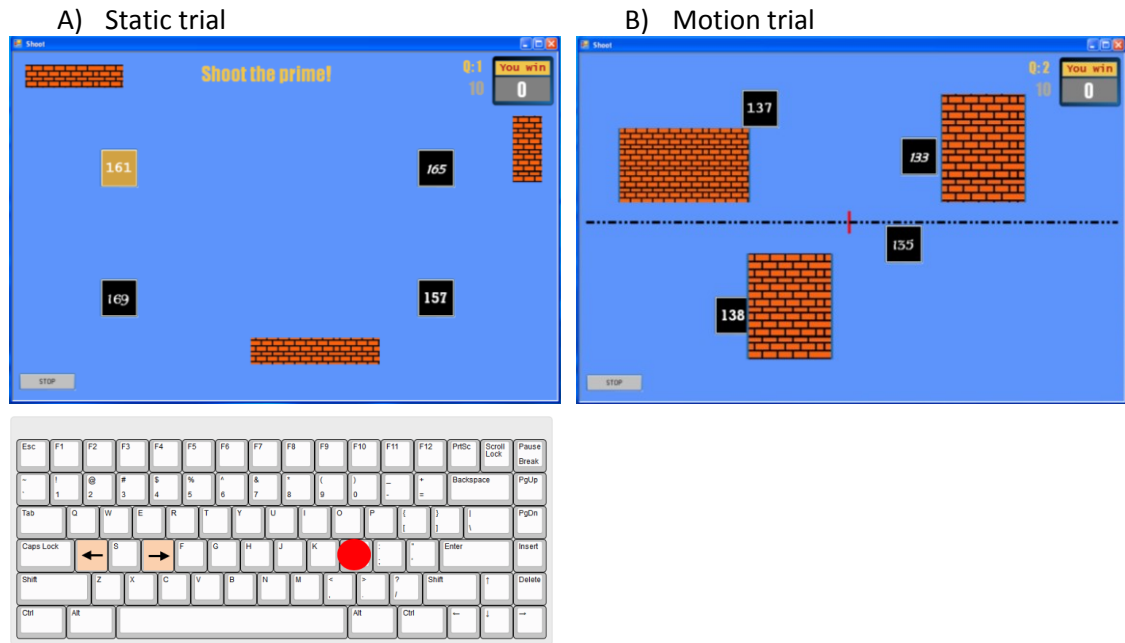 A) Static trial
B) Motion trial
Shoot
Shoot the prime!
Q:1
10
You win
0
161
165
169
157
STOP
Shoot
Q:2
10
You win
0
137
133
135
138
STOP
Esc F1 F2 F3 F4 F5 F6 F7 F8 F9 F10 F11 F12 PrtSc Scroll Lock Pause Break
~ ` ! 1 @ 2 # 3 $ 4 % 5 ^ 6 & 7 * 8 ( 9 ) 0 _ - + = Backspace PgUp
Tab Q W E R T Y U I O P { [ } ] | \ PgDn
Caps Lock ← S → F G H J K : ; " ' Enter Insert
Shift Z X C V B N M < , > . ? / Shift ↑ Delete
Ctrl Alt Alt Ctrl ← ↓ →